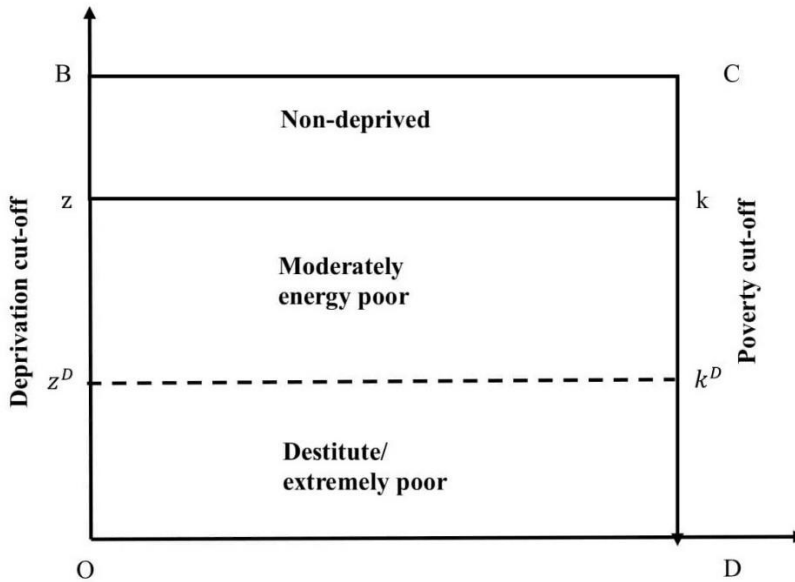 B
C
Non-deprived
z
k
Deprivation cut-off
Poverty cut-off
Moderately
energy poor
z^D
k^D
Destitute/
extremely poor
O
D